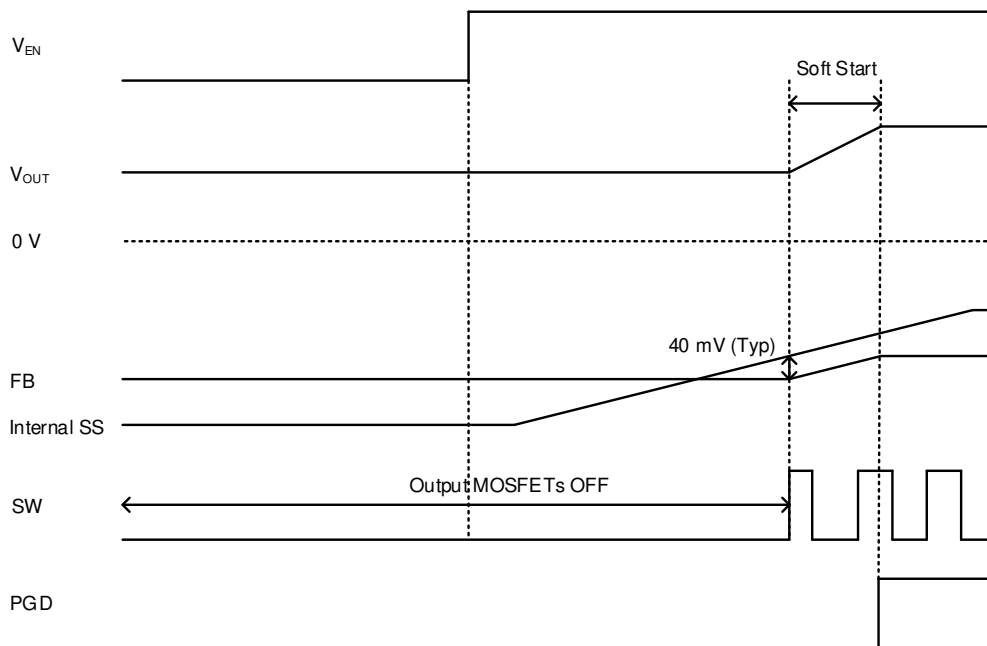 V_EN
Soft Start
V_OUT
0 V
40 mV (Typ)
FB
Internal SS
Output MOSFETs OFF
SW
PGD